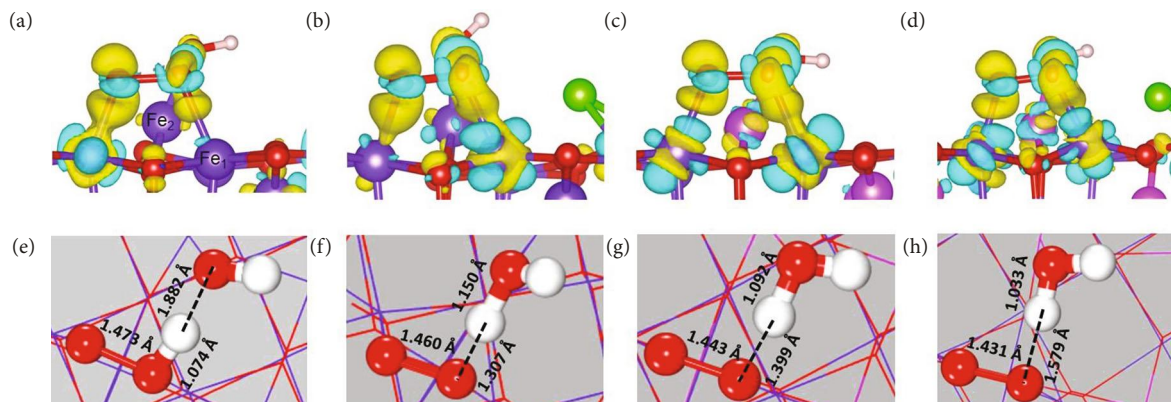 (a)
(b)
(c)
(d)
Fe2
Fe1
(e)
(f)
(g)
(h)
1.882 Å
1.473 Å
1.074 Å
1.150 Å
1.460 Å
1.307 Å
1.092 Å
1.443 Å
1.399 Å
1.033 Å
1.431 Å
1.579 Å